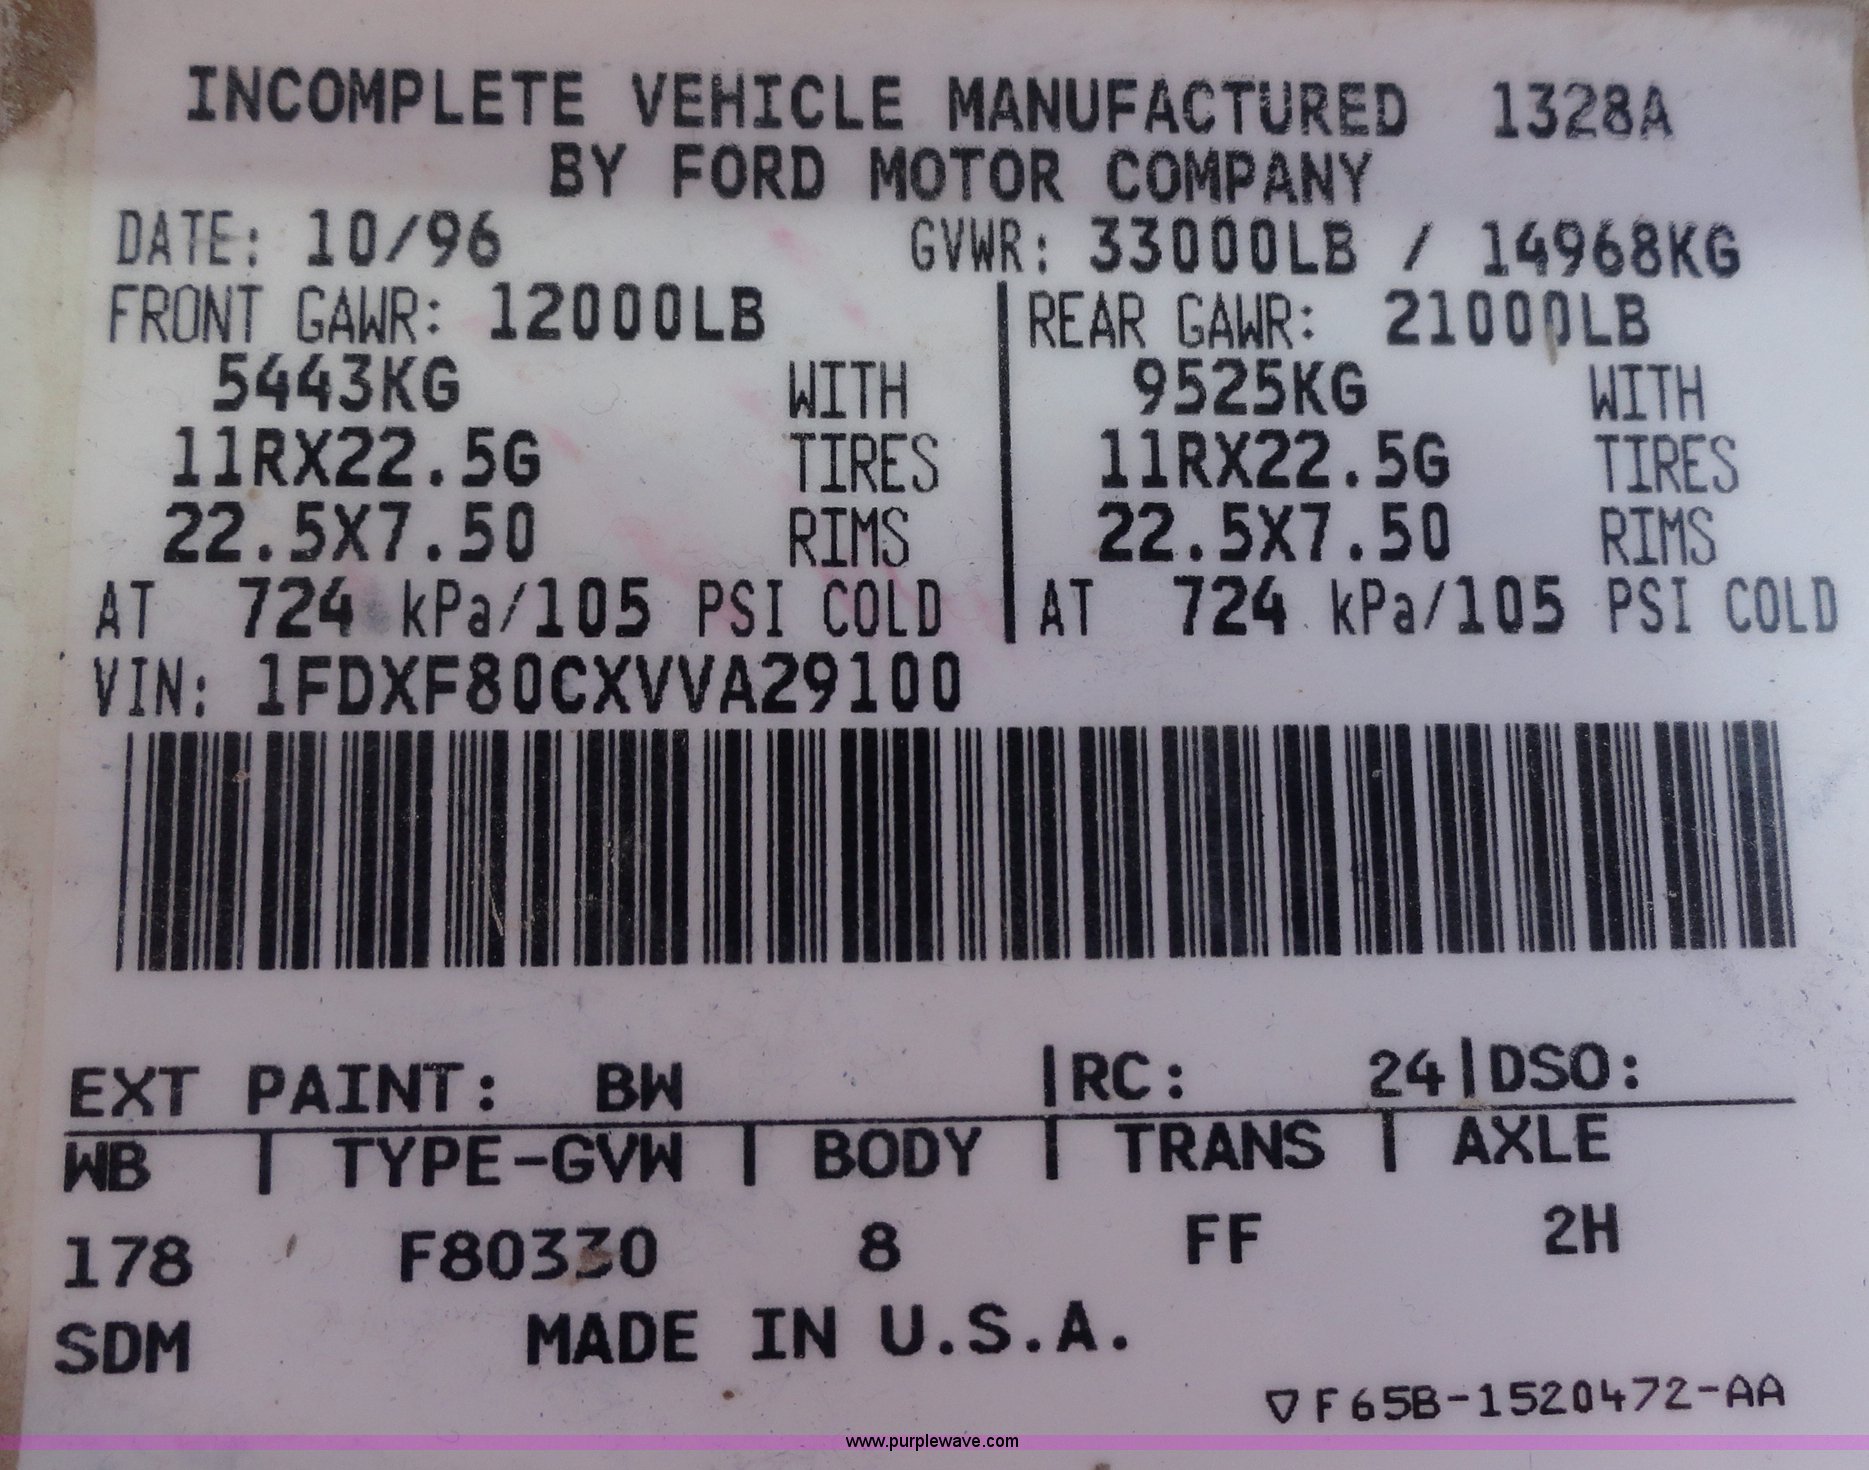 INCOMPLETE VEHICLE MANUFACTURED 1328A
BY FORD MOTOR COMPANY
DATE: 10/96 GVWR: 33000LB / 14968KG
FRONT GAWR: 12000LB REAR GAWR: 21000LB
5443KG WITH 9525KG WITH
11RX22.5G TIRES 11RX22.5G TIRES
22.5X7.50 RIMS 22.5X7.50 RIMS
AT 724 kPa/105 PSI COLD AT 724 kPa/105 PSI COLD
VIN: 1FDXF80CXVVA29100
EXT PAINT: BW |RC: 24|DSO:
WB | TYPE-GVW | BODY | TRANS | AXLE
178 F80330 8 FF 2H
SDM MADE IN U.S.A.
▽F65B-1520472-AA
www.purplewave.com